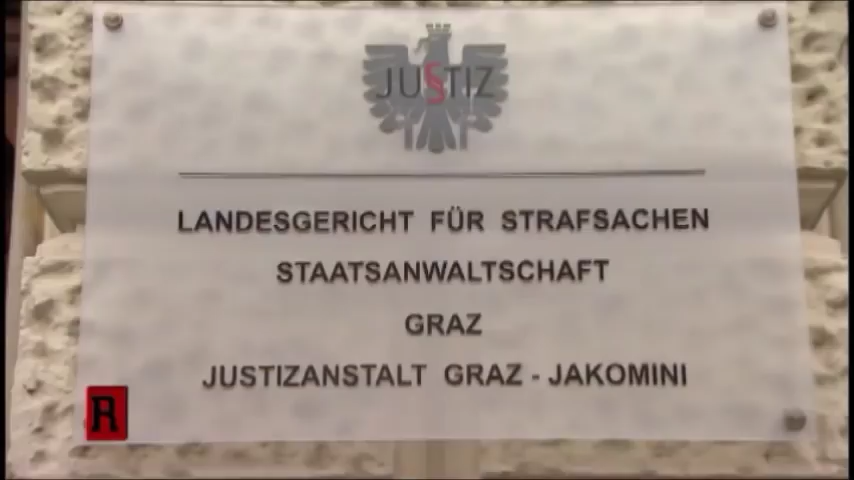 JUSTIZ
LANDESGERICHT FÜR STRAFSACHEN
STAATSANWALTSCHAFT
GRAZ
JUSTIZANSTALT GRAZ - JAKOMINI
R